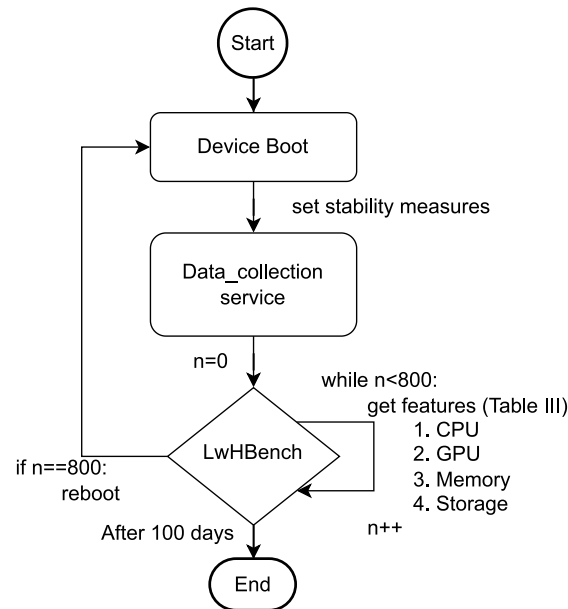 Start
Device Boot
set stability measures
Data_collection
service
n=0
while n<800:
get features (Table III)
1. CPU
2. GPU
3. Memory
4. Storage
n++
LwHBench
if n==800:
reboot
After 100 days
End